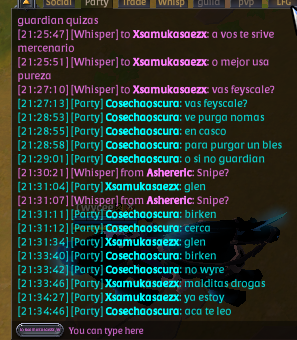 Social Party Trade Whisp guild pvp LFG
guardian quizas
[21:25:47] [Whisper] to Xsamukasaezx: a vos te srive
mercenario
[21:25:51] [Whisper] to Xsamukasaezx: o mejor usa
pureza
[21:27:10] [Whisper] to Xsamukasaezx: vas feyscale?
[21:27:13] [Party] Cosechaoscura: vas feyscale?
[21:28:53] [Party] Cosechaoscura: ve purga nomas
[21:28:55] [Party] Cosechaoscura: en casco
[21:28:58] [Party] Cosechaoscura: para purgar un bles
[21:29:01] [Party] Cosechaoscura: o si no guardian
[21:30:21] [Whisper] from Ashereric: Snipe?
[21:31:04] [Party] Xsamukasaezx: glen
[21:31:07] [Whisper] from Ashereric: Snipe?
[21:31:11] [Party] Cosechaoscura: birken
[21:31:12] [Party] Cosechaoscura: cerca
[21:31:34] [Party] Xsamukasaezx: glen
[21:33:40] [Party] Cosechaoscura: birken
[21:33:42] [Party] Cosechaoscura: no wyre
[21:33:46] [Party] Xsamukasaezx: malditas drogas
[21:34:27] [Party] Xsamukasaezx: ya estoy
[21:34:46] [Party] Cosechaoscura: aca te leo
You can type here